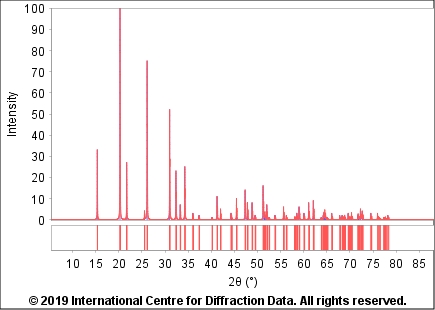 100
90
80
70
60
50
40
30
20
10
0
Intensity
10 15 20 25 30 35 40 45 50 55 60 65 70 75 80 85
2θ (°)
© 2019 International Centre for Diffraction Data. All rights reserved.